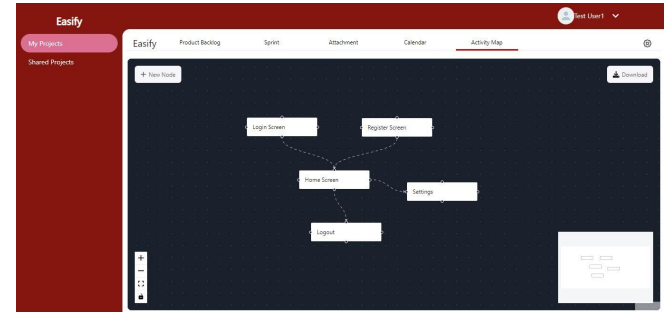 Easify
Test User1
My Projects
Shared Projects
Easify
Product Backlog
Sprint
Attachment
Calendar
Activity Map
+ New Node
Download
Login Screen
Register Screen
Home Screen
Settings
Logout